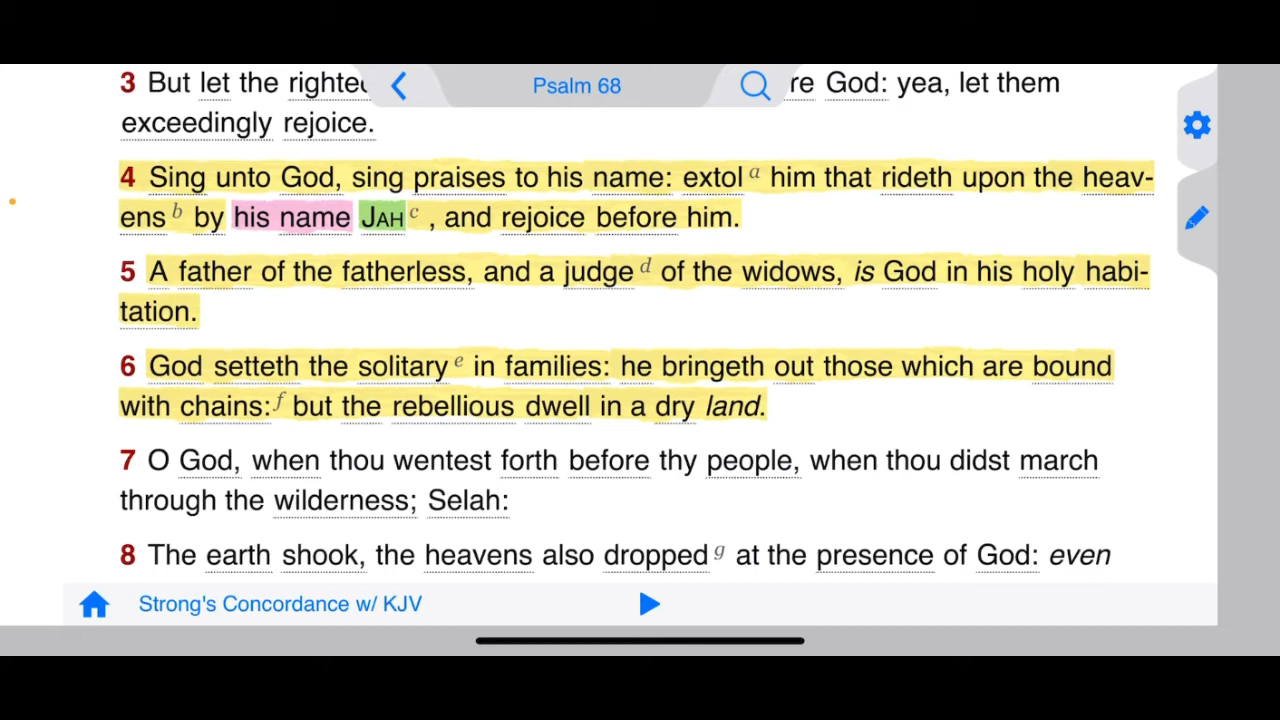 Psalm 68
3 But let the righte re God: yea, let them
exceedingly rejoice.
4 Sing unto God, sing praises to his name: extol a him that rideth upon the heav-
ens b by his name JAH c , and rejoice before him.
5 A father of the fatherless, and a judge d of the widows, is God in his holy habi-
tation.
6 God setteth the solitary e in families: he bringeth out those which are bound
with chains: f but the rebellious dwell in a dry land.
7 O God, when thou wentest forth before thy people, when thou didst march
through the wilderness; Selah:
8 The earth shook, the heavens also dropped g at the presence of God: even
Strong's Concordance w/ KJV